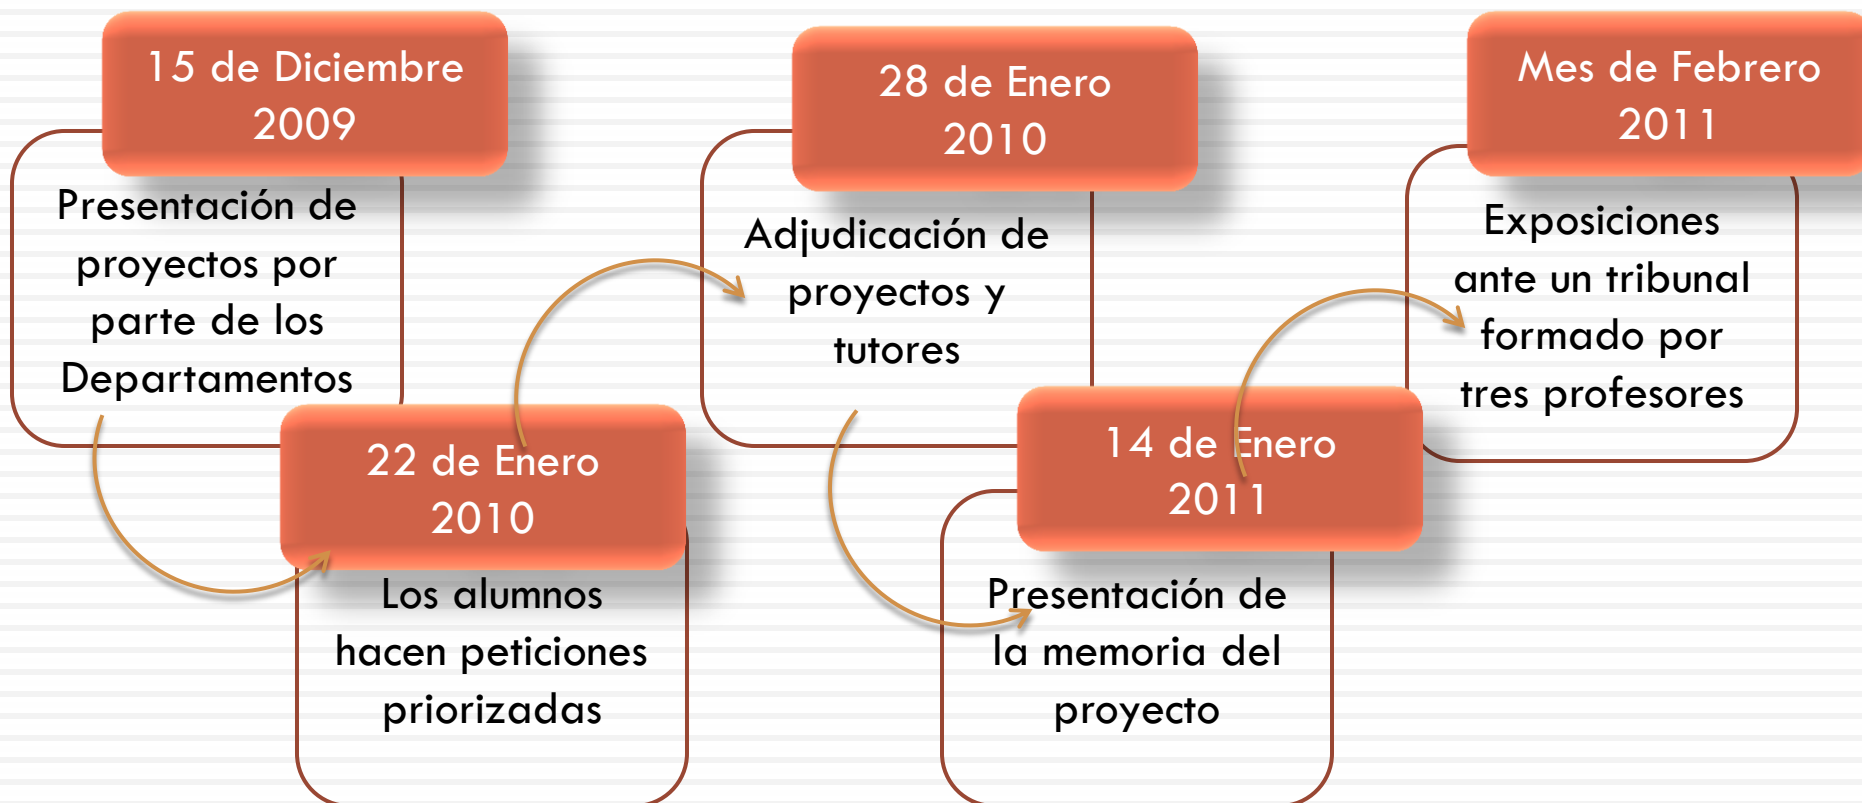 15 de Diciembre
2009
Presentación de
proyectos por
parte de los
Departamentos
22 de Enero
2010
Los alumnos
hacen peticiones
priorizadas
28 de Enero
2010
Adjudicación de
proyectos y
tutores
14 de Enero
2011
Presentación de
la memoria del
proyecto
Mes de Febrero
2011
Exposiciones
ante un tribunal
formado por
tres profesores